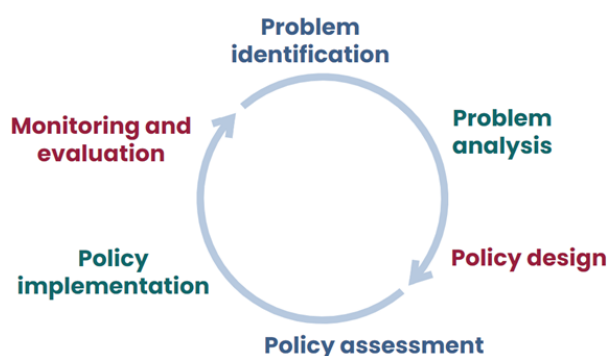 Problem
identification
Problem
analysis
Policy design
Policy assessment
Policy
implementation
Monitoring and
evaluation